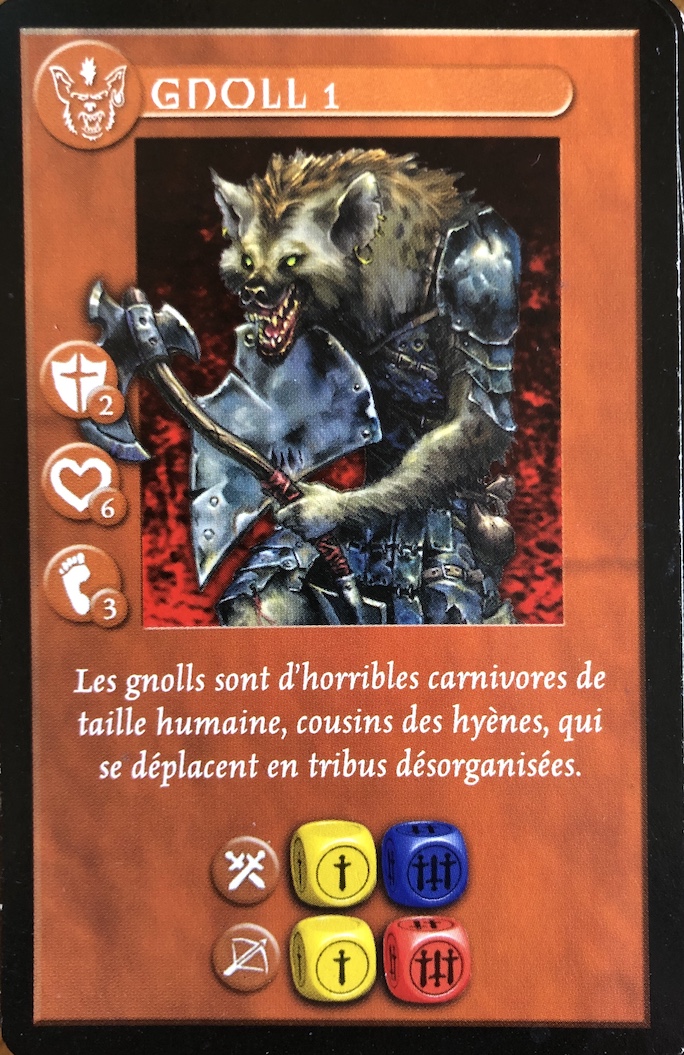 GNOLL 1
2
6
3
Les gnolls sont d'horribles carnivores de
taille humaine, cousins des hyènes, qui
se déplacent en tribus désorganisées.